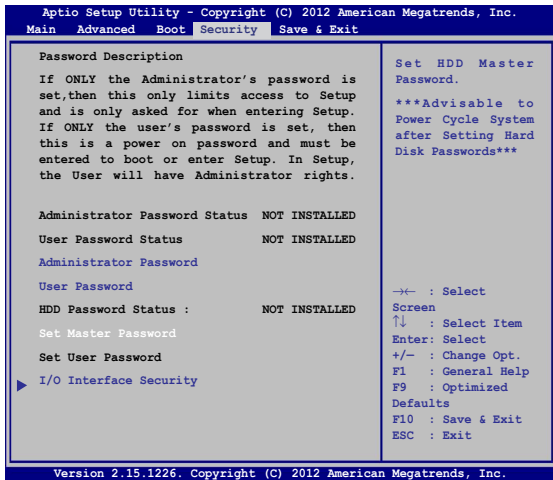 Aptio Setup Utility - Copyright (C) 2012 American Megatrends, Inc.
Main Advanced Boot Security Save & Exit
Password Description
If ONLY the Administrator's password is
set,then this only limits access to Setup
and is only asked for when entering Setup.
If ONLY the user's password is set, then
this is a power on password and must be
entered to boot or enter Setup. In Setup,
the User will have Administrator rights.
Administrator Password Status NOT INSTALLED
User Password Status NOT INSTALLED
Administrator Password
User Password
HDD Password Status : NOT INSTALLED
Set Master Password
Set User Password
I/O Interface Security
Set HDD Master
Password.
***Advisable to
Power Cycle System
after Setting Hard
Disk Passwords***
→← : Select
Screen
↑↓ : Select Item
Enter: Select
+/— : Change Opt.
F1 : General Help
F9 : Optimized
Defaults
F10 : Save & Exit
ESC : Exit
Version 2.15.1226. Copyright (C) 2012 American Megatrends, Inc.